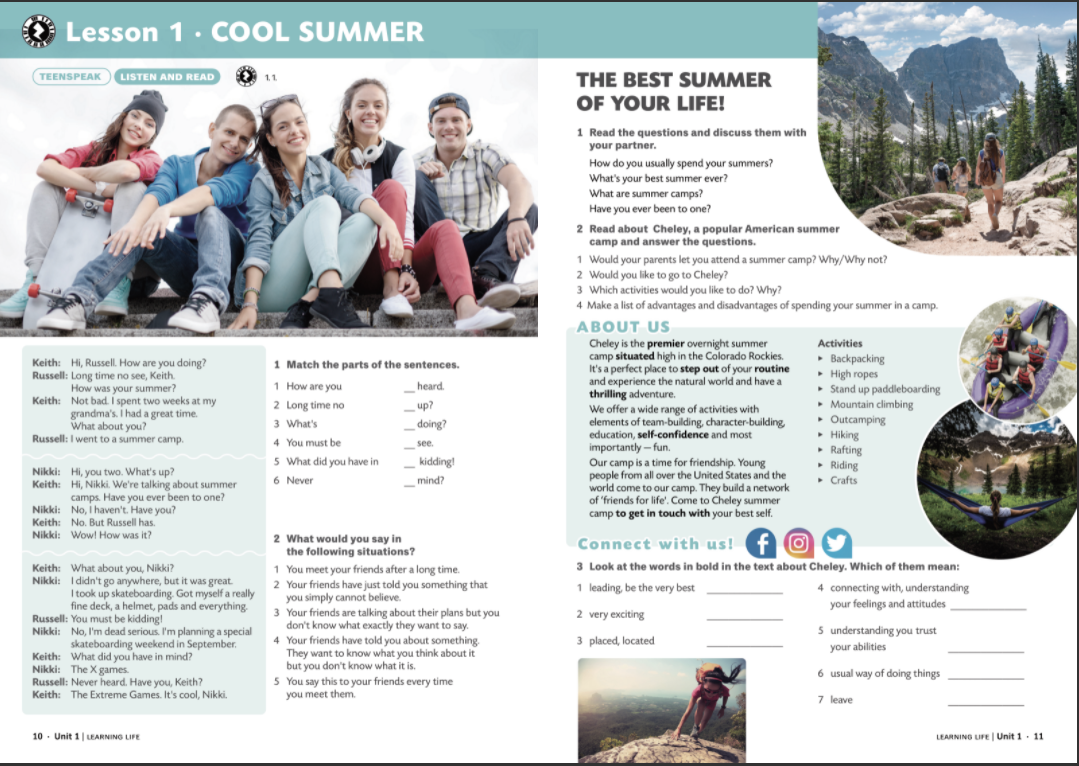 Lesson 1 · COOL SUMMER
TEENSPEAK LISTEN AND READ 1.1.
Keith: Hi, Russell. How are you doing?
Russell: Long time no see, Keith.
How was your summer?
Keith: Not bad. I spent two weeks at my
grandma's. I had a great time.
What about you?
Russell: I went to a summer camp.
Nikki: Hi, you two. What's up?
Keith: Hi, Nikki. We're talking about summer
camps. Have you ever been to one?
Nikki: No, I haven't. Have you?
Keith: No. But Russell has.
Nikki: Wow! How was it?
Keith: What about you, Nikki?
Nikki: I didn't go anywhere, but it was great.
I took up skateboarding. Got myself a really
fine deck, a helmet, pads and everything.
Russell: You must be kidding!
Nikki: No, I'm dead serious. I'm planning a special
skateboarding weekend in September.
Keith: What did you have in mind?
Nikki: The X games.
Russell: Never heard. Have you, Keith?
Keith: The Extreme Games. It's cool, Nikki.
1 Match the parts of the sentences.
1 How are you __ heard.
2 Long time no __ up?
3 What's __ doing?
4 You must be __ see.
5 What did you have in __ kidding!
6 Never __ mind?
2 What would you say in
the following situations?
1 You meet your friends after a long time.
2 Your friends have just told you something that
you simply cannot believe.
3 Your friends are talking about their plans but you
don't know what exactly they want to say.
4 Your friends have told you about something.
They want to know what you think about it
but you don't know what it is.
5 You say this to your friends every time
you meet them.
10 · Unit 1 | LEARNING LIFE
THE BEST SUMMER
OF YOUR LIFE!
1 Read the questions and discuss them with
your partner.
How do you usually spend your summers?
What's your best summer ever?
What are summer camps?
Have you ever been to one?
2 Read about Cheley, a popular American summer
camp and answer the questions.
1 Would your parents let you attend a summer camp? Why/Why not?
2 Would you like to go to Cheley?
3 Which activities would you like to do? Why?
4 Make a list of advantages and disadvantages of spending your summer in a camp.
ABOUT US
Cheley is the premier overnight summer
camp situated high in the Colorado Rockies.
It's a perfect place to step out of your routine
and experience the natural world and have a
thrilling adventure.
We offer a wide range of activities with
elements of team-building, character-building,
education, self-confidence and most
importantly — fun.
Our camp is a time for friendship. Young
people from all over the United States and the
world come to our camp. They build a network
of 'friends for life'. Come to Cheley summer
camp to get in touch with your best self.
Activities
▸ Backpacking
▸ High ropes
▸ Stand up paddleboarding
▸ Mountain climbing
▸ Outcamping
▸ Hiking
▸ Rafting
▸ Riding
▸ Crafts
Connect with us!
3 Look at the words in bold in the text about Cheley. Which of them mean:
1 leading, be the very best ____________
2 very exciting ____________
3 placed, located ____________
4 connecting with, understanding
your feelings and attitudes ____________
5 understanding you trust
your abilities ____________
6 usual way of doing things ____________
7 leave ____________
LEARNING LIFE | Unit 1 · 11